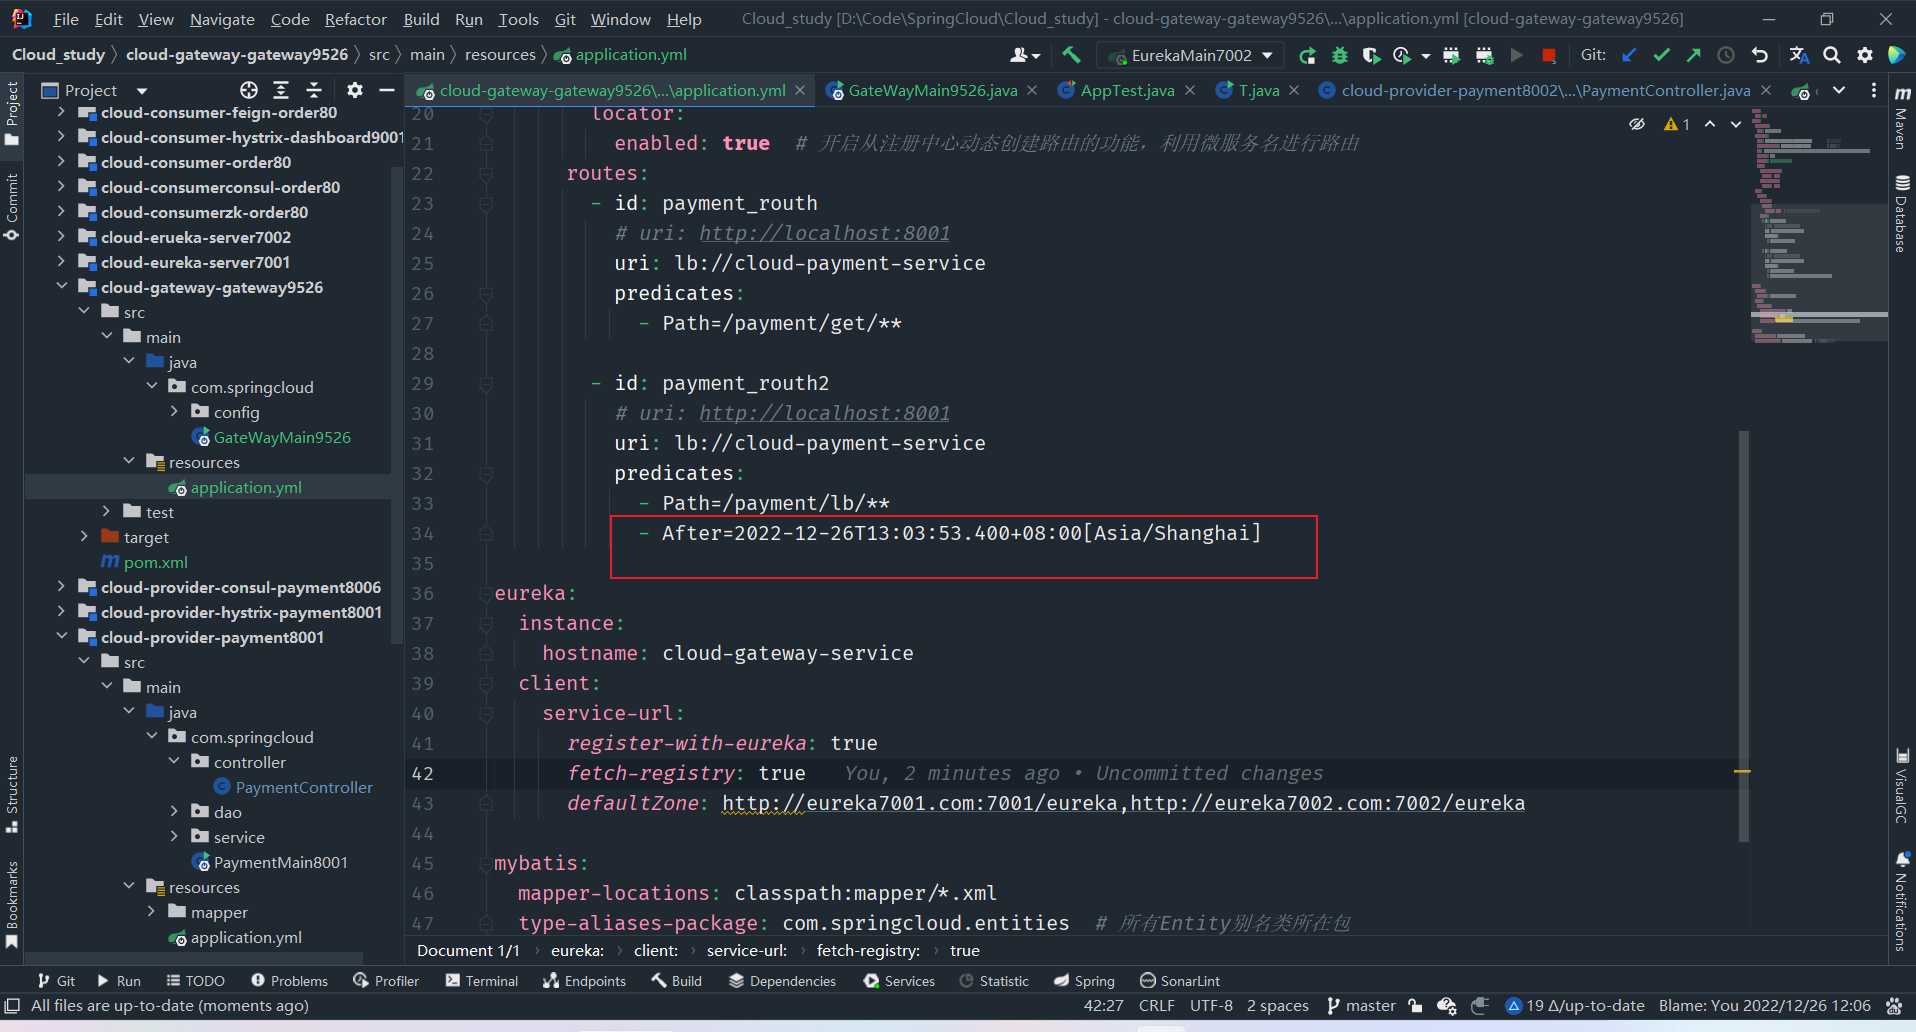 File Edit View Navigate Code Refactor Build Run Tools Git Window Help Cloud_study [D:\Code\SpringCloud\Cloud_study] - cloud-gateway-gateway9526\...\application.yml [cloud-gateway-gateway9526]
Cloud_study cloud-gateway-gateway9526 src main resources application.yml EurekaMain7002 Git:
Project
cloud-gateway-gateway9526\...\application.yml GateWayMain9526.java AppTest.java T.java cloud-provider-payment8002\...\PaymentController.java
Project
Commit
Structure
Bookmarks
cloud-consumer-feign-order80
cloud-consumer-hystrix-dashboard9001
cloud-consumer-order80
cloud-consumerconsul-order80
cloud-consumerzk-order80
cloud-erueka-server7002
cloud-eureka-server7001
cloud-gateway-gateway9526
src
main
java
com.springcloud
config
GateWayMain9526
resources
application.yml
test
target
pom.xml
cloud-provider-consul-payment8006
cloud-provider-hystrix-payment8001
cloud-provider-payment8001
src
main
java
com.springcloud
controller
PaymentController
dao
service
PaymentMain8001
resources
mapper
application.yml
20 locator:
21 enabled: true # 开启从注册中心动态创建路由的功能，利用微服务名进行路由
22 routes:
23 - id: payment_routh
24 # uri: http://localhost:8001
25 uri: lb://cloud-payment-service
26 predicates:
27 - Path=/payment/get/**
28
29 - id: payment_routh2
30 # uri: http://localhost:8001
31 uri: lb://cloud-payment-service
32 predicates:
33 - Path=/payment/lb/**
34 - After=2022-12-26T13:03:53.400+08:00[Asia/Shanghai]
35
36 eureka:
37 instance:
38 hostname: cloud-gateway-service
39 client:
40 service-url:
41 register-with-eureka: true
42 fetch-registry: true You, 2 minutes ago • Uncommitted changes
43 defaultZone: http://eureka7001.com:7001/eureka,http://eureka7002.com:7002/eureka
44
45 mybatis:
46 mapper-locations: classpath:mapper/*.xml
47 type-aliases-package: com.springcloud.entities # 所有Entity别名类所在包
1
Maven
Database
VisualGC
Notifications
Document 1/1 eureka: client: service-url: fetch-registry: true
Git Run TODO Problems Profiler Terminal Endpoints Build Dependencies Services Statistic Spring SonarLint
All files are up-to-date (moments ago) 42:27 CRLF UTF-8 2 spaces master 19 Δ/up-to-date Blame: You 2022/12/26 12:06